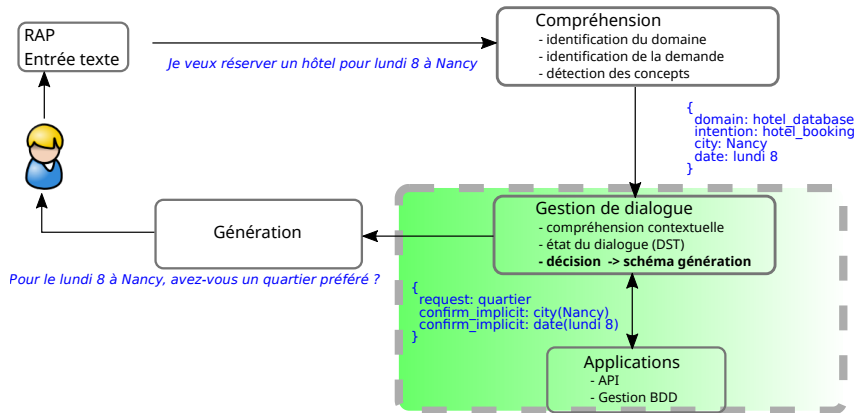 RAP
Entrée texte
Je veux réserver un hôtel pour lundi 8 à Nancy
Compréhension
- identification du domaine
- identification de la demande
- détection des concepts
{
domain: hotel_database
intention: hotel_booking
city: Nancy
date: lundi 8
}
Gestion de dialogue
- compréhension contextuelle
- état du dialogue (DST)
- décision -> schéma génération
Génération
Pour le lundi 8 à Nancy, avez-vous un quartier préféré ?
{
request: quartier
confirm_implicit: city(Nancy)
confirm_implicit: date(lundi 8)
}
Applications
- API
- Gestion BDD